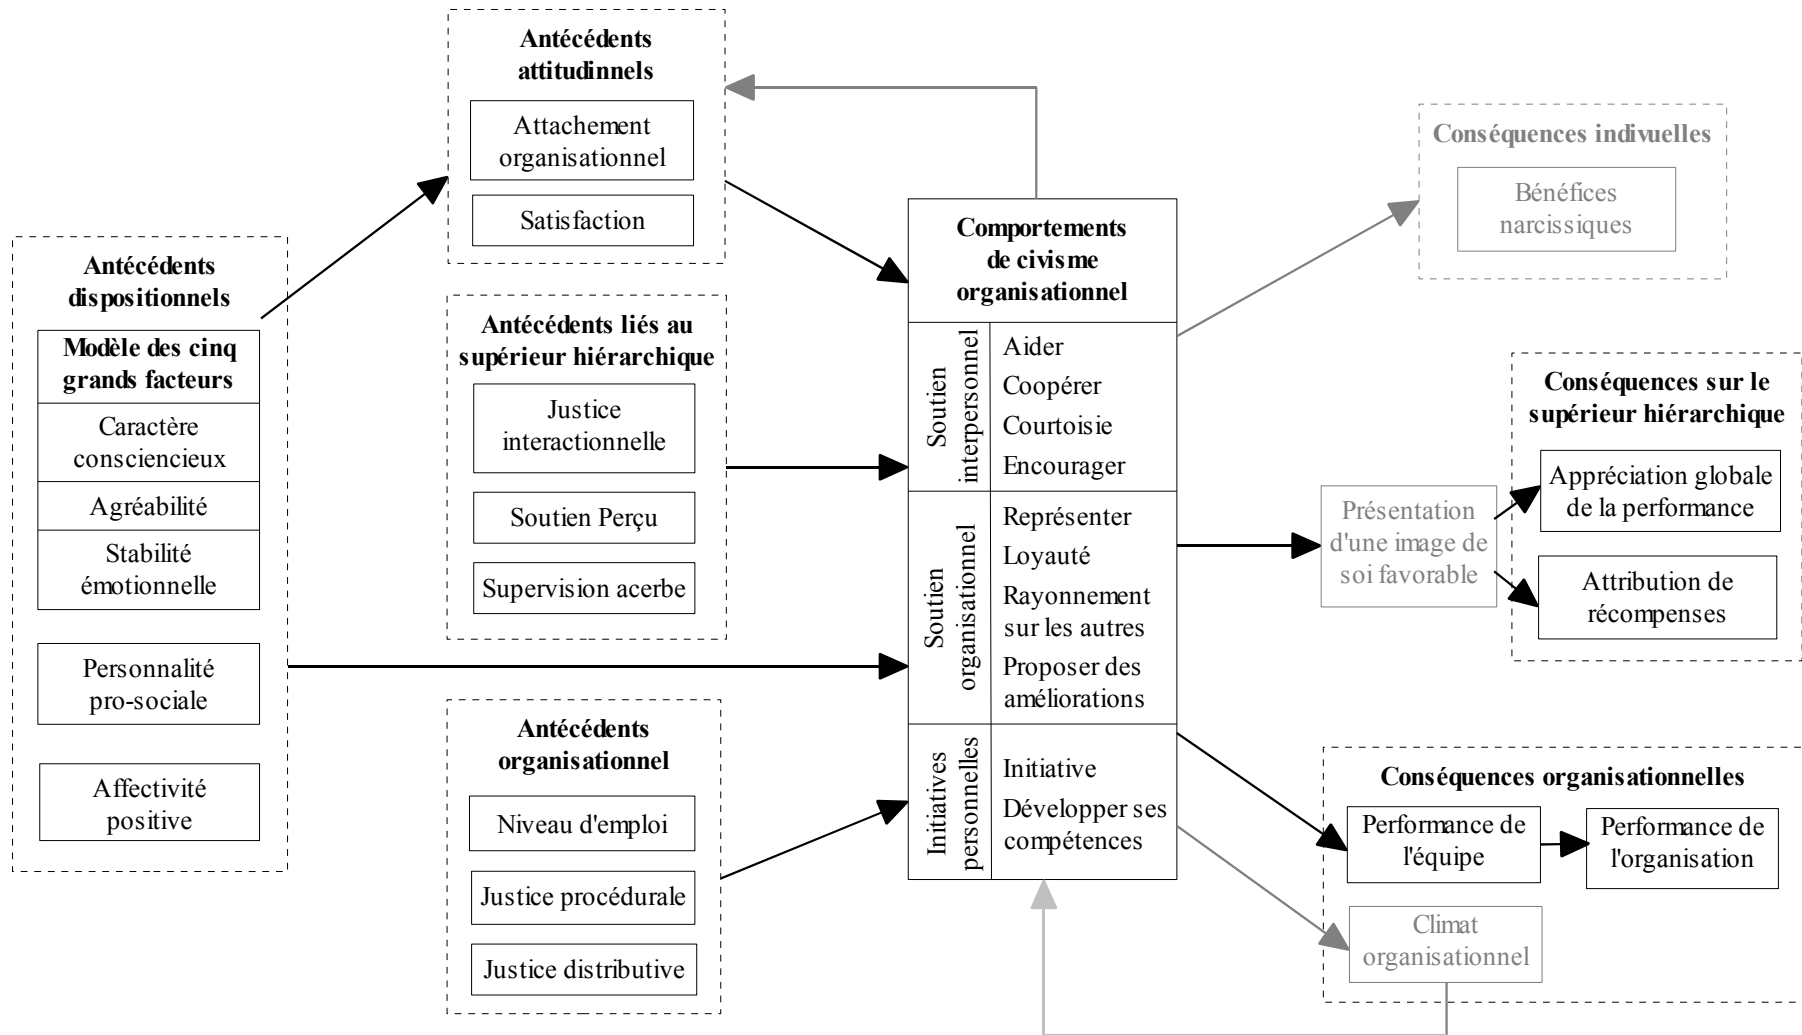 Antécédents
attitudinnels
Attachement
organisationnel
Satisfaction
Antécédents
dispositionnels
Modèle des cinq
grands facteurs
Caractère
consciencieux
Agréabilité
Stabilité
émotionnelle
Personnalité
pro-sociale
Affectivité
positive
Antécédents liés au
supérieur hiérarchique
Justice
interactionnelle
Soutien Perçu
Supervision acerbe
Antécédents
organisationnel
Niveau d'emploi
Justice procédurale
Justice distributive
Comportements
de civisme
organisationnel
Soutien
interpersonnel
Aider
Coopérer
Courtoisie
Encourager
Soutien
organisationnel
Représenter
Loyauté
Rayonnement
sur les autres
Proposer des
améliorations
Initiatives
personnelles
Initiative
Développer ses
compétences
Conséquences indivuelles
Bénéfices
narcissiques
Présentation
d'une image de
soi favorable
Conséquences sur le
supérieur hiérarchique
Appréciation globale
de la performance
Attribution de
récompenses
Conséquences organisationnelles
Performance de
l'équipe
Performance de
l'organisation
Climat
organisationnel